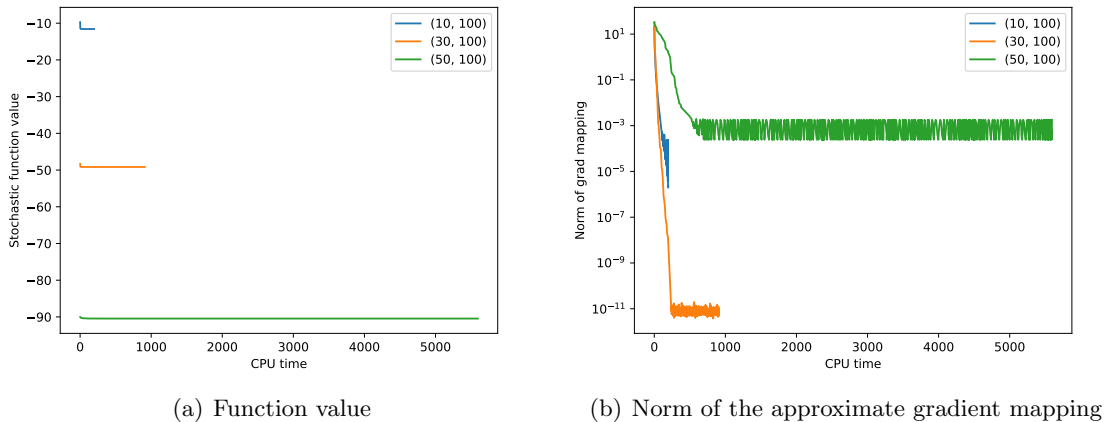 Stochastic function value
−10
−20
−30
−40
−50
−60
−70
−80
−90
0 1000 2000 3000 4000 5000
CPU time
(10, 100)
(30, 100)
(50, 100)
(a) Function value
Norm of grad mapping
10^1
10^−1
10^−3
10^−5
10^−7
10^−9
10^−11
0 1000 2000 3000 4000 5000
CPU time
(10, 100)
(30, 100)
(50, 100)
(b) Norm of the approximate gradient mapping